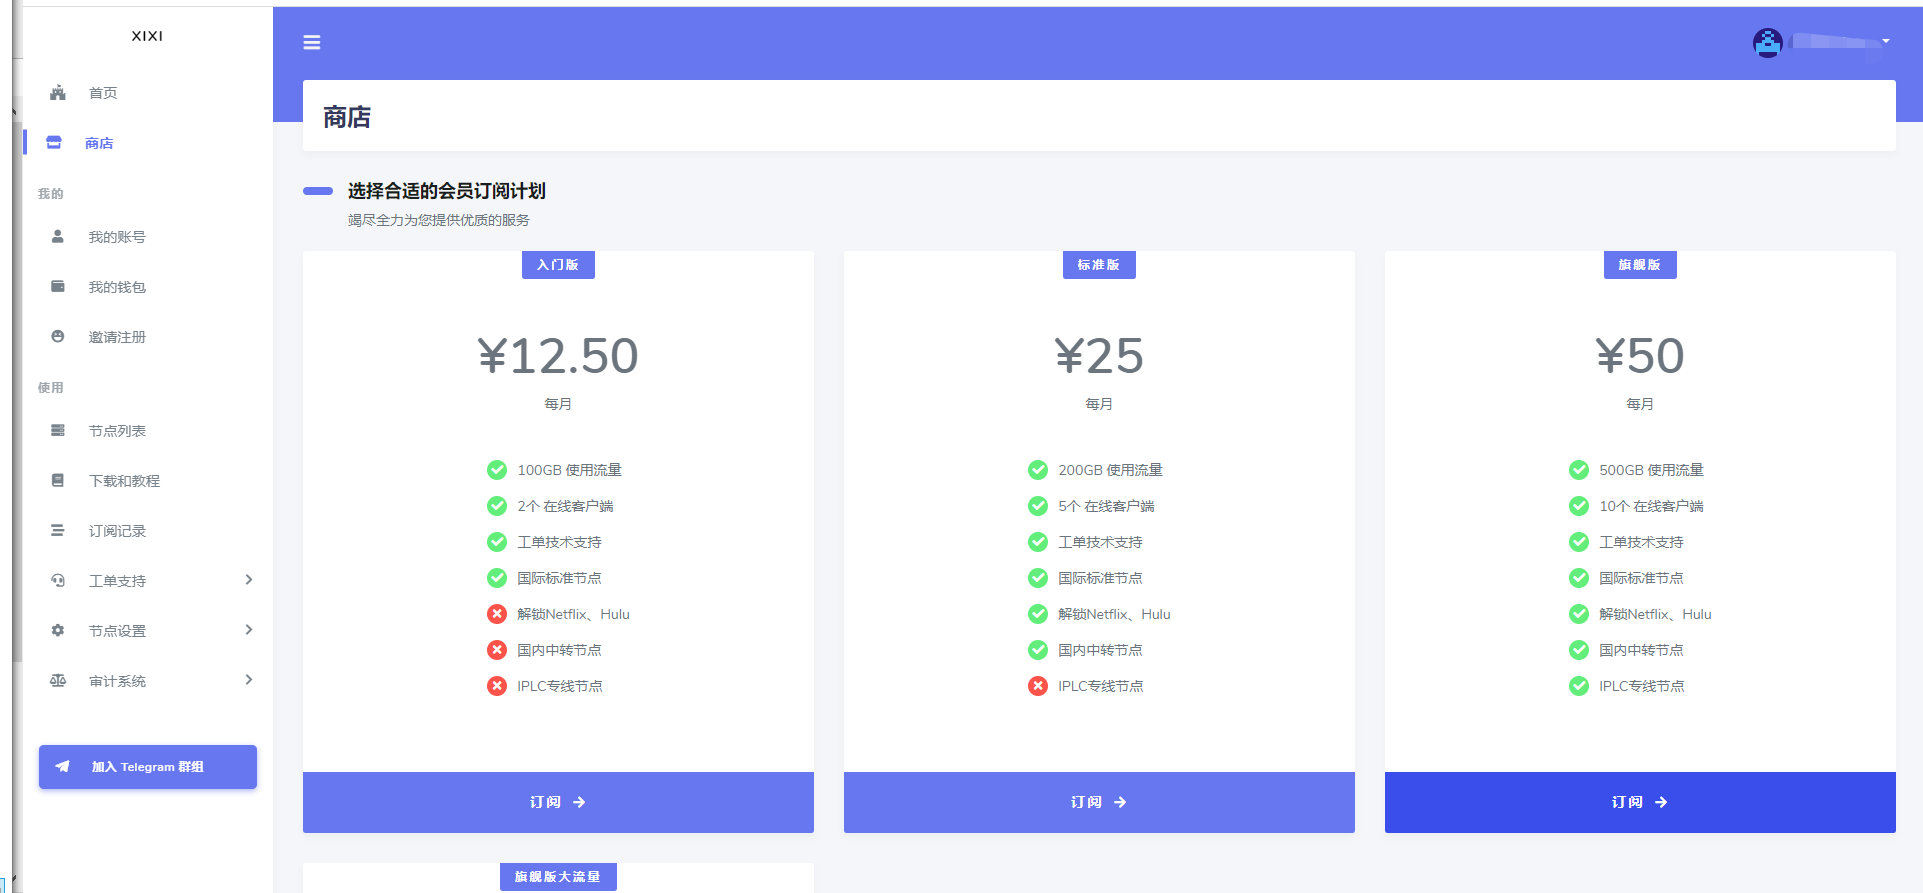 XIXI
首页
商店
我的
我的账号
我的钱包
邀请注册
使用
节点列表
下载和教程
订阅记录
工单支持
节点设置
审计系统
加入 Telegram 群组
商店
选择合适的会员订阅计划
竭尽全力为您提供优质的服务
入门版
¥12.50
每月
100GB 使用流量
2个 在线客户端
工单技术支持
国际标准节点
解锁Netflix、Hulu
国内中转节点
IPLC专线节点
订阅
标准版
¥25
每月
200GB 使用流量
5个 在线客户端
工单技术支持
国际标准节点
解锁Netflix、Hulu
国内中转节点
IPLC专线节点
订阅
旗舰版
¥50
每月
500GB 使用流量
10个 在线客户端
工单技术支持
国际标准节点
解锁Netflix、Hulu
国内中转节点
IPLC专线节点
订阅
旗舰版大流量